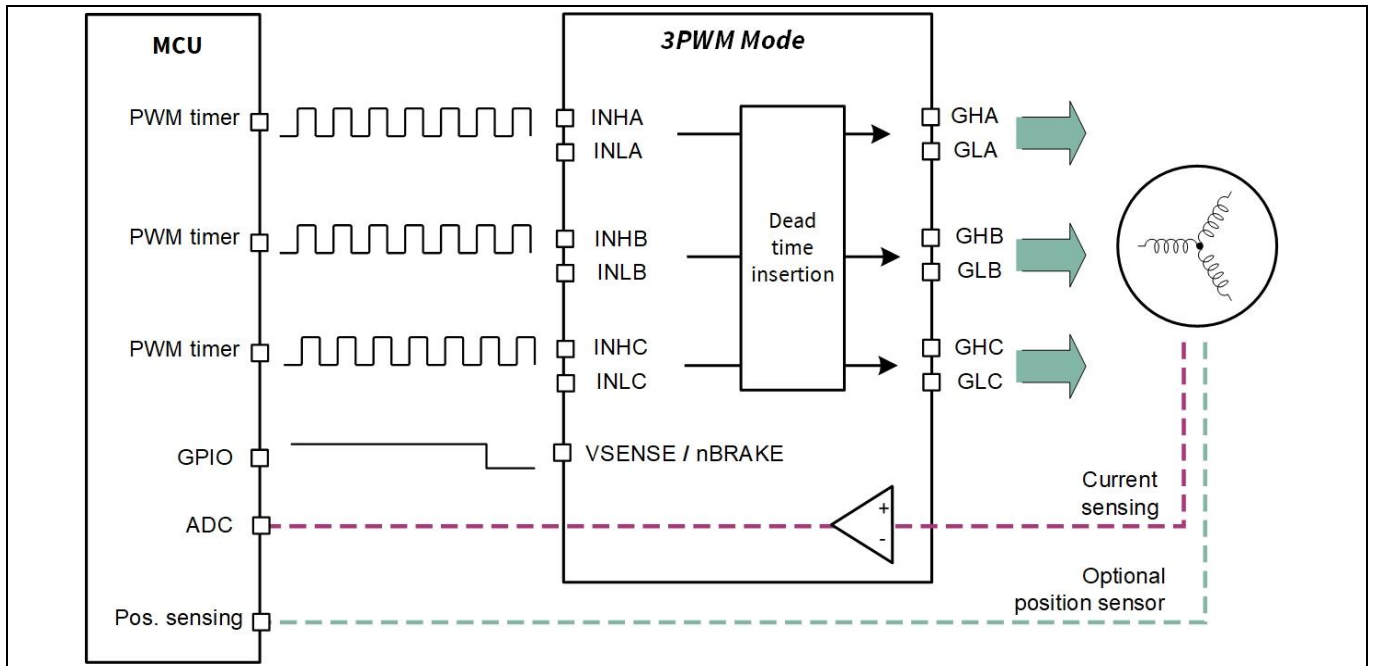 MCU
3PWM Mode
PWM timer
INHA
INLA
GHA
GLA
PWM timer
INHB
INLB
Dead
time
insertion
GHB
GLB
PWM timer
INHC
INLC
GHC
GLC
GPIO
VSENSE / nBRAKE
ADC
+
-
Current
sensing
Pos. sensing
Optional
position sensor